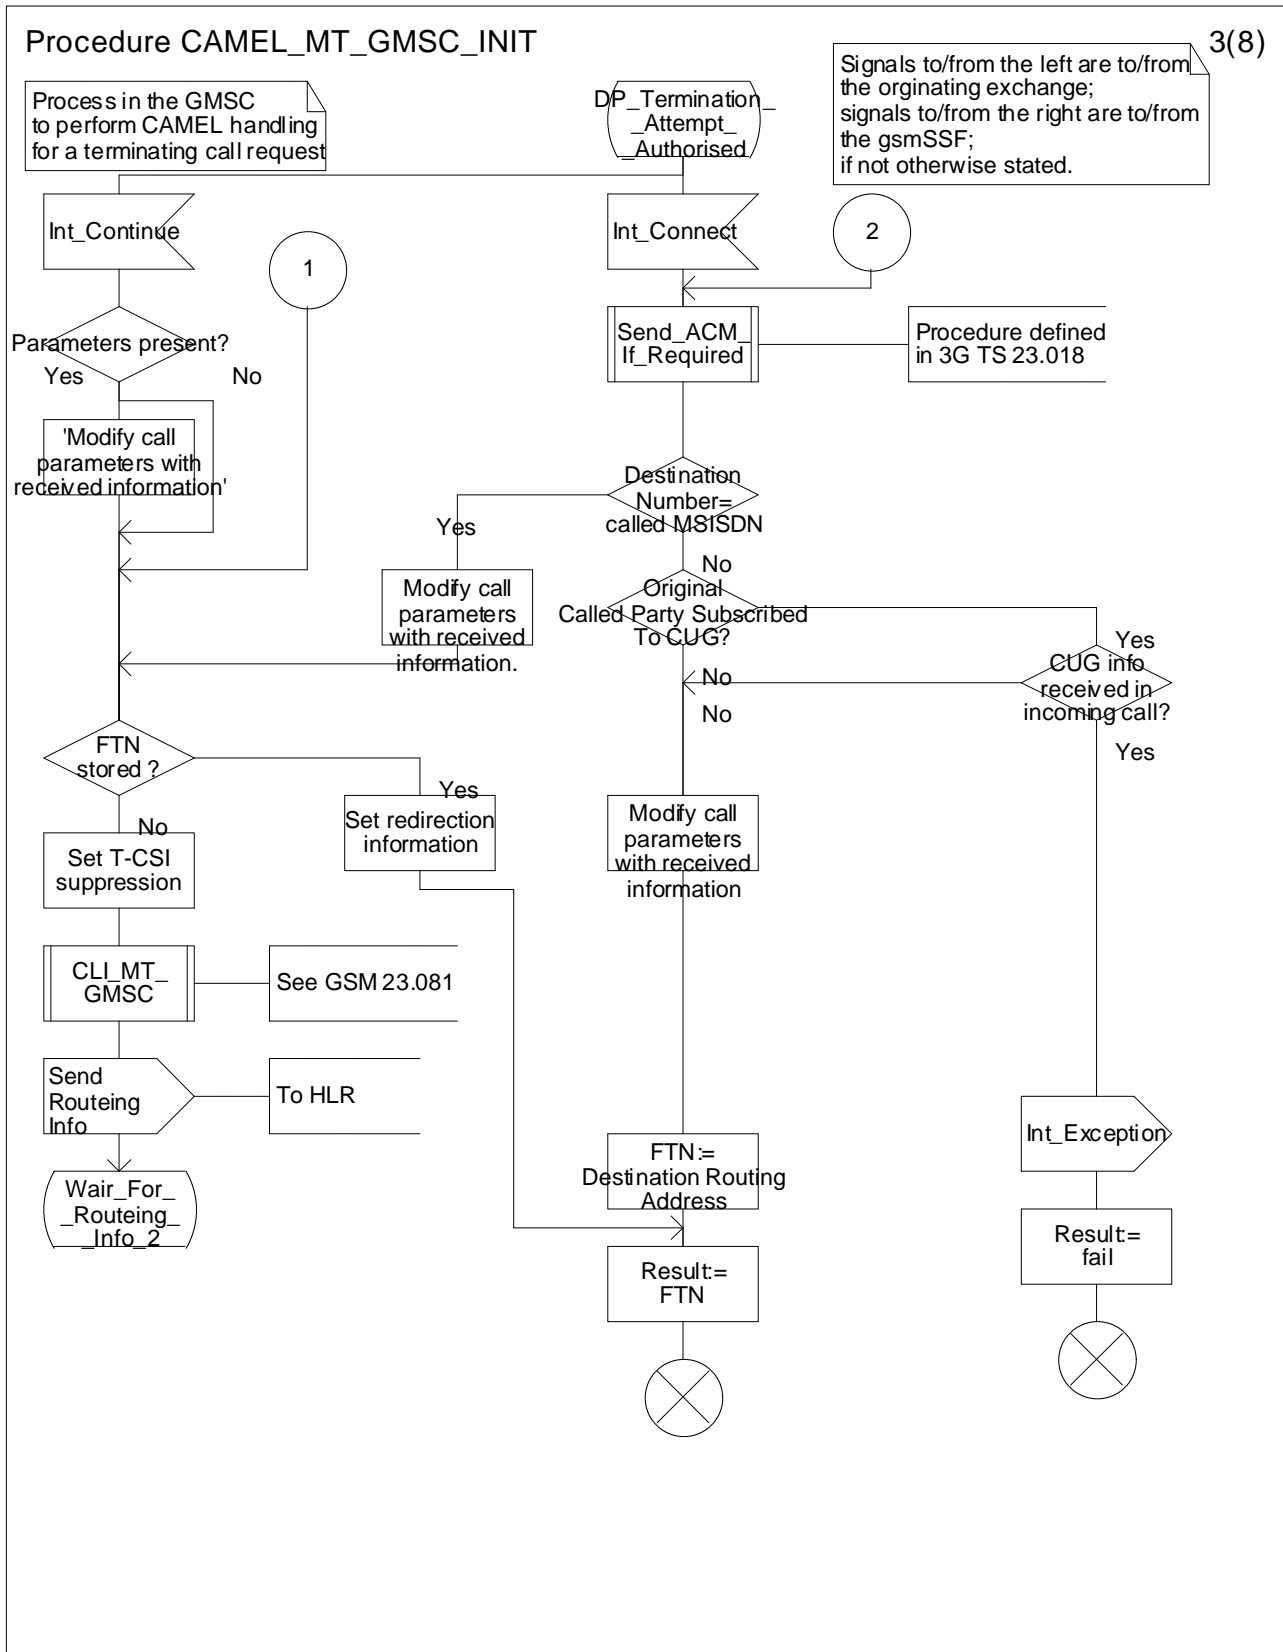 Procedure CAMEL_MT_GMSC_INIT
3(8)
Process in the GMSC
to perform CAMEL handling
for a terminating call request
DP_Termination_
_Attempt_
_Authorised
Signals to/from the left are to/from
the orginating exchange;
signals to/from the right are to/from
the gsmSSF;
if not otherwise stated.
Int_Continue
1
Int_Connect
2
Parameters present?
Yes
No
Send_ACM_
If_Required
Procedure defined
in 3G TS 23.018
'Modify call
parameters with
received information'
Destination
Number=
called MSISDN
Yes
No
Modify call
parameters
with received
information.
Original
Called Party Subscribed
To CUG?
Yes
No
No
CUG info
received in
incoming call?
Yes
FTN
stored ?
Yes
No
Set redirection
information
Modify call
parameters
with received
information
Set T-CSI
suppression
CLI_MT_
GMSC
See GSM 23.081
Send
Routeing
Info
To HLR
Int_Exception
FTN:=
Destination Routing
Address
Wair_For_
_Routeing_
_Info_2
Result:=
FTN
Result:=
fail